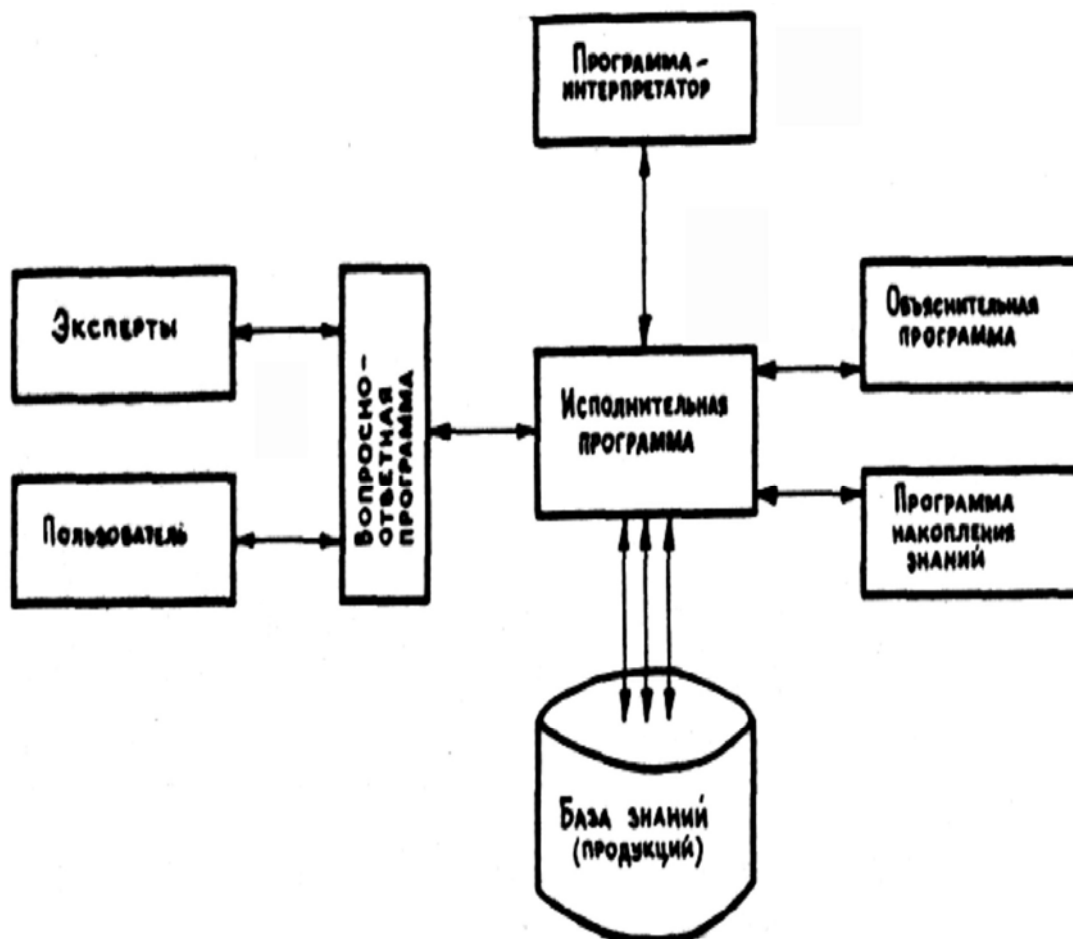 Программа -
интерпретатор
Эксперты
Пользователь
Вопросно-
ответная
программа
Исполнительная
программа
Объяснительная
программа
Программа
накопления
знаний
База знаний
(продукций)